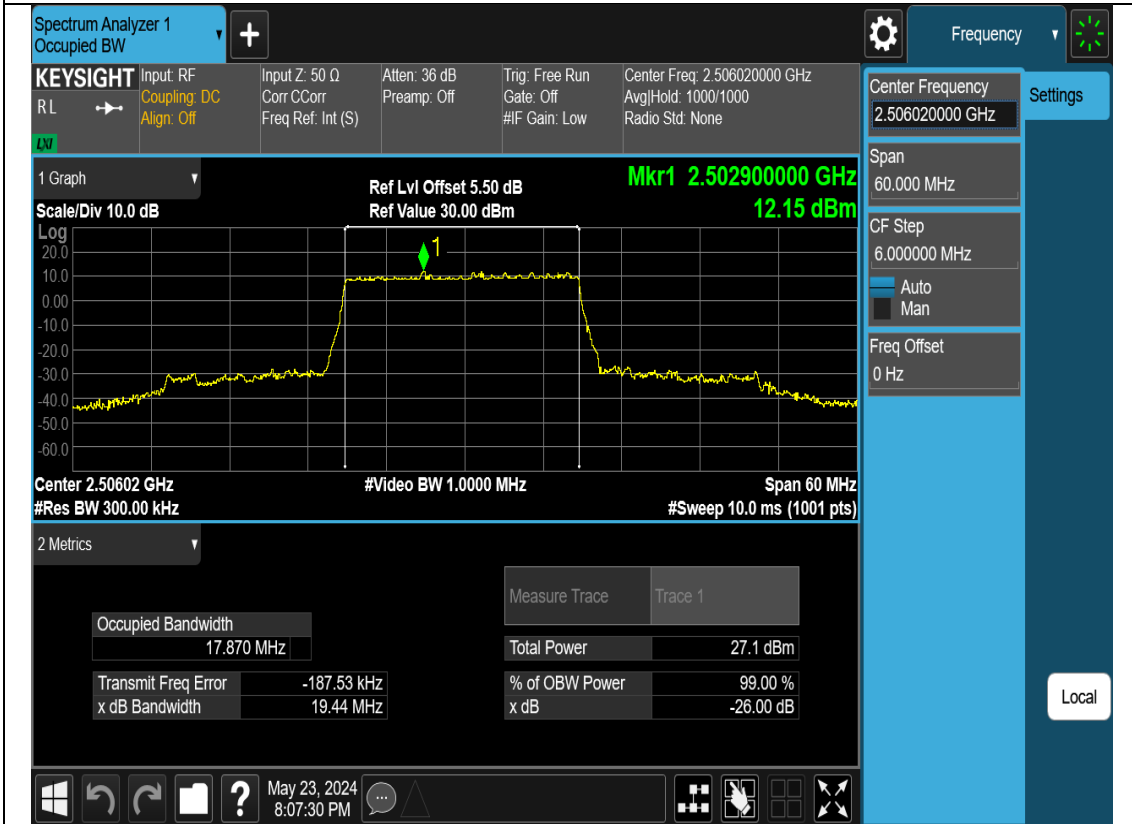 Spectrum Analyzer 1
Occupied BW
+
Frequency
KEYSIGHT
R L
LXI
Input: RF
Coupling: DC
Align: Off
Input Z: 50 Ω
Corr CCorr
Freq Ref: Int (S)
Atten: 36 dB
Preamp: Off
Trig: Free Run
Gate: Off
#IF Gain: Low
Center Freq: 2.506020000 GHz
Avg|Hold: 1000/1000
Radio Std: None
1 Graph
Scale/Div 10.0 dB
Ref Lvl Offset 5.50 dB
Ref Value 30.00 dBm
Mkr1 2.502900000 GHz
12.15 dBm
Log
20.0
10.0
0.00
-10.0
-20.0
-30.0
-40.0
-50.0
-60.0
1
Center 2.50602 GHz
#Video BW 1.0000 MHz
Span 60 MHz
#Res BW 300.00 kHz
#Sweep 10.0 ms (1001 pts)
2 Metrics
Measure Trace Trace 1
Occupied Bandwidth
17.870 MHz
Total Power 27.1 dBm
Transmit Freq Error -187.53 kHz
% of OBW Power 99.00 %
x dB Bandwidth 19.44 MHz
x dB -26.00 dB
Center Frequency
2.506020000 GHz
Settings
Span
60.000 MHz
CF Step
6.000000 MHz
Auto
Man
Freq Offset
0 Hz
Local
?
May 23, 2024
8:07:30 PM